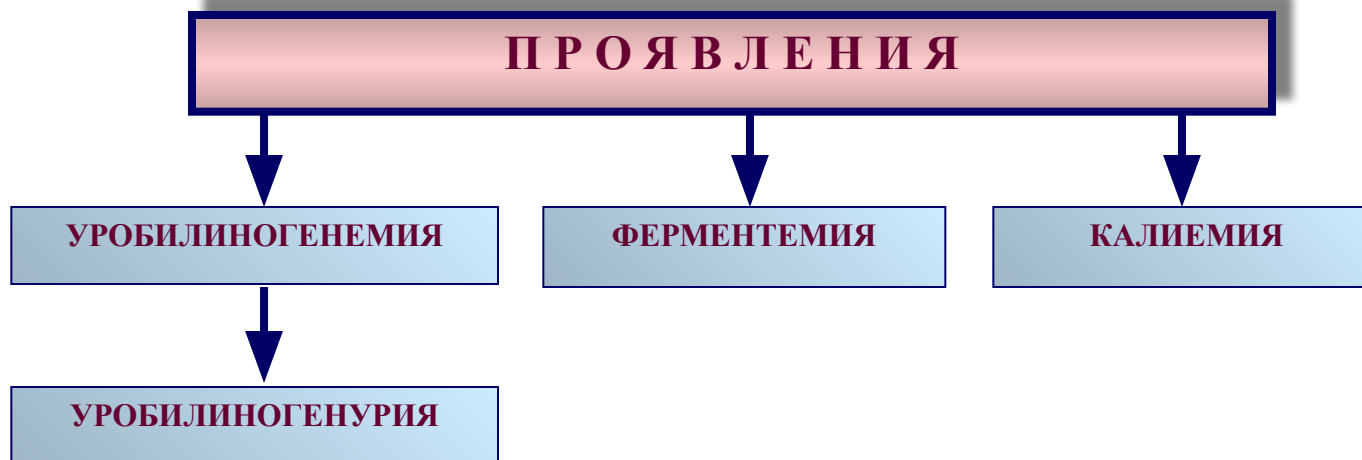 П Р О Я В Л Е Н И Я
УРОБИЛИНОГЕНЕМИЯ
ФЕРМЕНТЕМИЯ
КАЛИЕМИЯ
УРОБИЛИНОГЕНУРИЯ